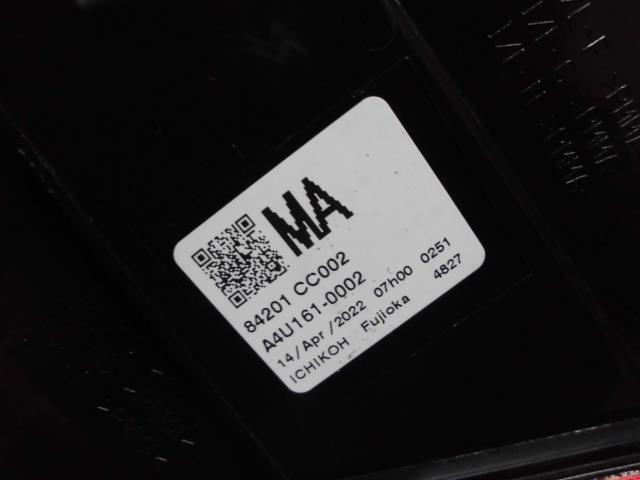 MA
84201 CC002
A4U161-0002
14/Apr/2022 07h00 0251
ICHIKOH Fujioka 4827